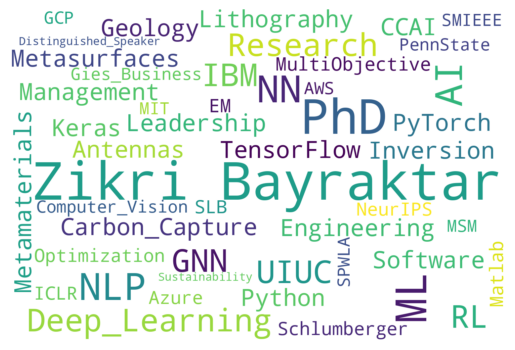 GCP
Geology
Lithography
CCAI
SMIEEE
Distinguished_Speaker
Research
PennState
Metasurfaces
Gies_Business
IBM
MultiObjective
AI
Management
MIT
EM
NN
AWS
PhD
Keras
Leadership
PyTorch
Antennas
TensorFlow
Inversion
Metamaterials
Zikri Bayraktar
Computer_Vision
SLB
NeurIPS
Carbon_Capture
Engineering
MSM
Optimization
GNN
UIUC
SPWLA
Software
Matlab
Sustainability
ICLR
NLP
Azure
Python
ML
RL
Deep_Learning
Schlumberger